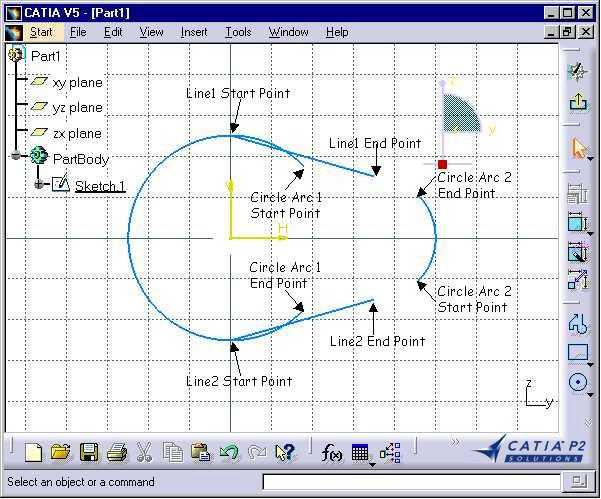 CATIA V5 - [Part1]
Start File Edit View Insert Tools Window Help
Part1
xy plane
yz plane
zx plane
PartBody
Sketch.1
Line1 Start Point
Line1 End Point
z
x
y
Circle Arc 2
End Point
Circle Arc 1
Start Point
V
H
Circle Arc 1
End Point
Circle Arc 2
Start Point
Line2 End Point
Line2 Start Point
z
y
f(x)
CATIA P2
SOLUTIONS
Select an object or a command